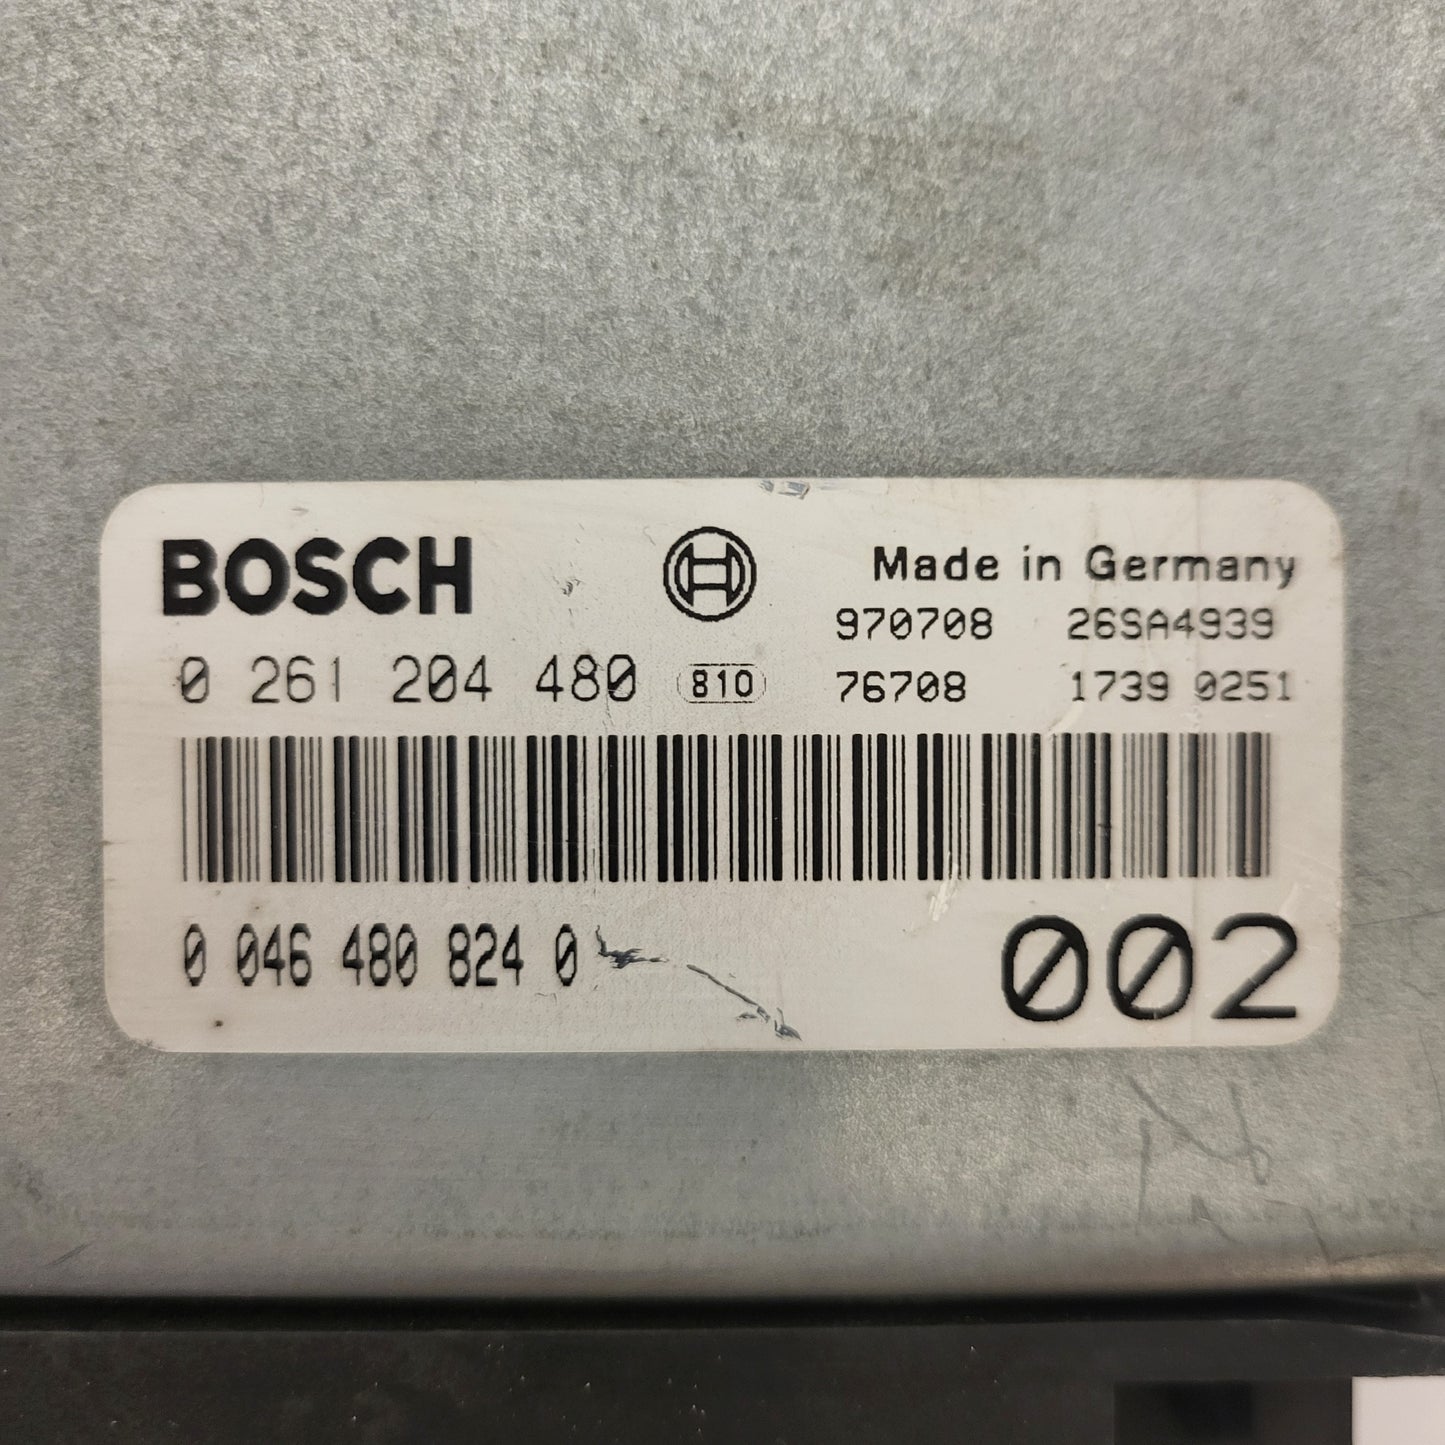 BOSCH
Made in Germany
970708 26SA4939
0 261 204 480 810 76708 1739 0251
0 046 480 824 0
002